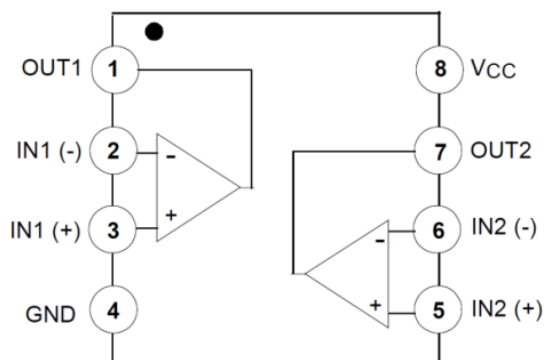 OUT1 1
IN1 (-) 2 -
IN1 (+) 3 +
GND 4
8 VCC
7 OUT2
- 6 IN2 (-)
+ 5 IN2 (+)